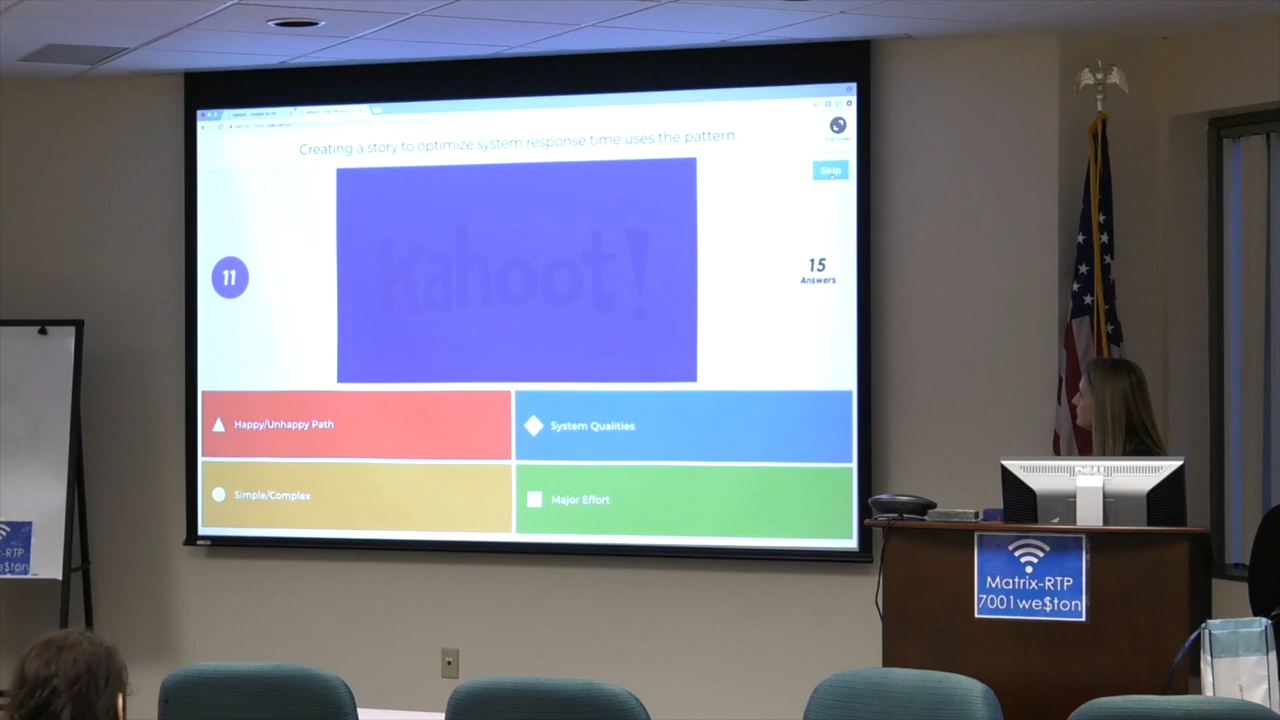 Creating a story to optimize system response time uses the pattern
Skip
11
Kahoot!
15
Answers
Happy/Unhappy Path
System Qualities
Simple/Complex
Major Effort
Matrix-RTP
7001we$ton
x-RTP
e$ton